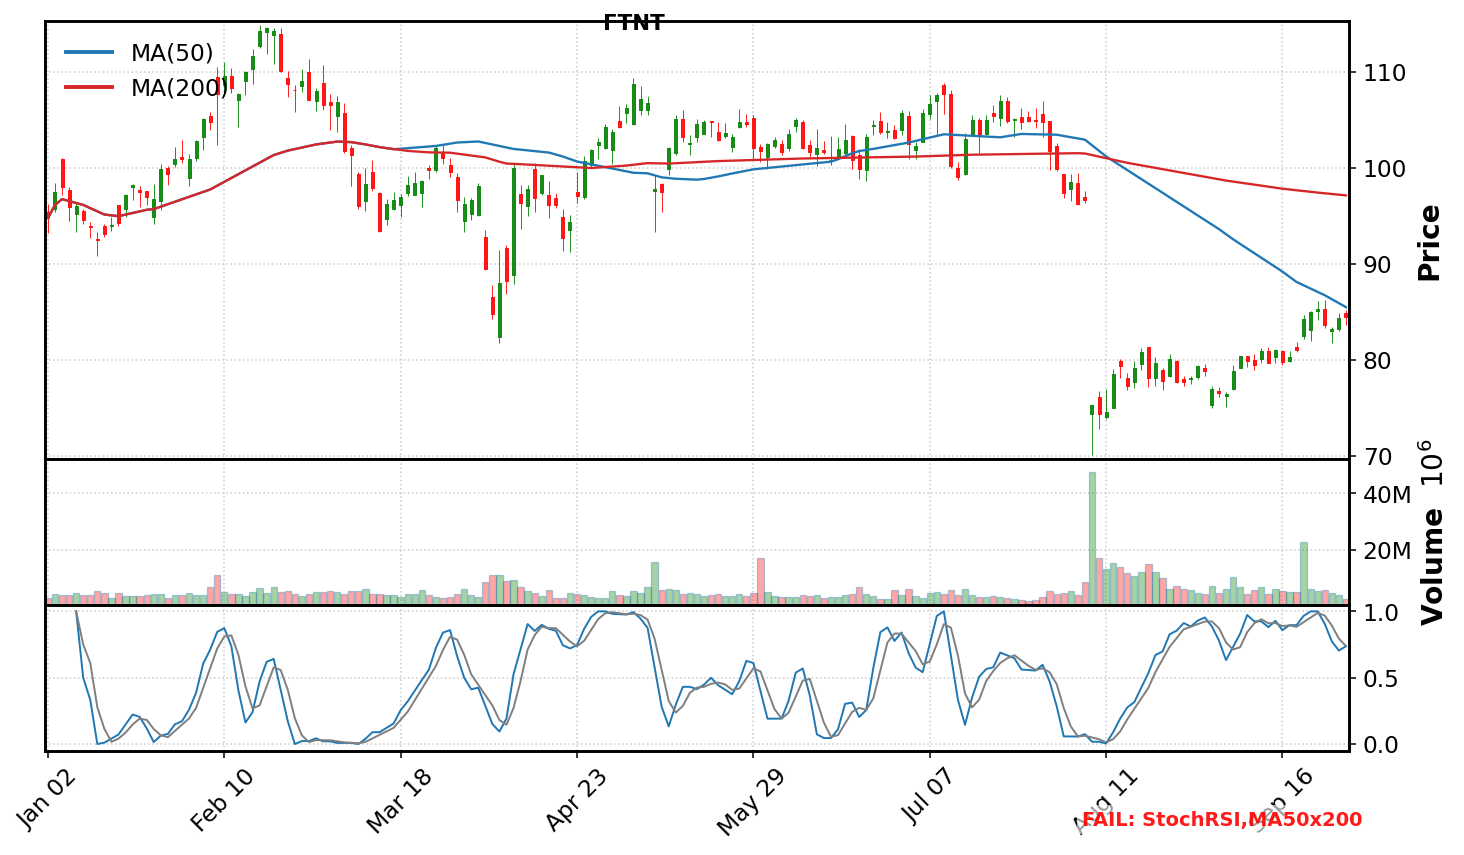 FTNT
MA(50)
MA(200)
110
100
90
80
70
Price
10^6
40M
20M
Volume
1.0
0.5
0.0
Jan 02
Feb 10
Mar 18
Apr 23
May 29
Jul 07
Aug 11
Sep 16
FAIL: StochRSI,MA50x200